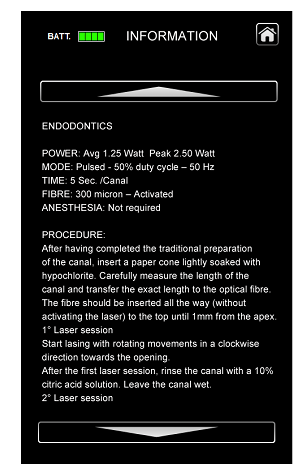 BATT. INFORMATION
ENDODONTICS
POWER: Avg 1.25 Watt Peak 2.50 Watt
MODE: Pulsed - 50% duty cycle – 50 Hz
TIME: 5 Sec. /Canal
FIBRE: 300 micron – Activated
ANESTHESIA: Not required
PROCEDURE:
After having completed the traditional preparation
of the canal, insert a paper cone lightly soaked with
hypochlorite. Carefully measure the length of the
canal and transfer the exact length to the optical fibre.
The fibre should be inserted all the way (without
activating the laser) to the top until 1mm from the apex.
1° Laser session
Start lasing with rotating movements in a clockwise
direction towards the opening.
After the first laser session, rinse the canal with a 10%
citric acid solution. Leave the canal wet.
2° Laser session